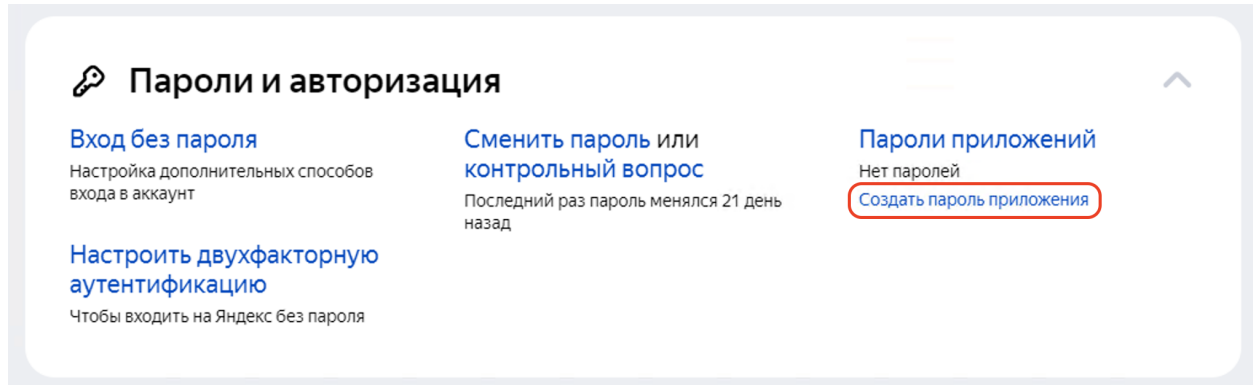 Пароли и авторизация
Вход без пароля
Настройка дополнительных способов
входа в аккаунт
Настроить двухфакторную
аутентификацию
Чтобы входить на Яндекс без пароля
Сменить пароль или
контрольный вопрос
Последний раз пароль менялся 21 день
назад
Пароли приложений
Нет паролей
Создать пароль приложения